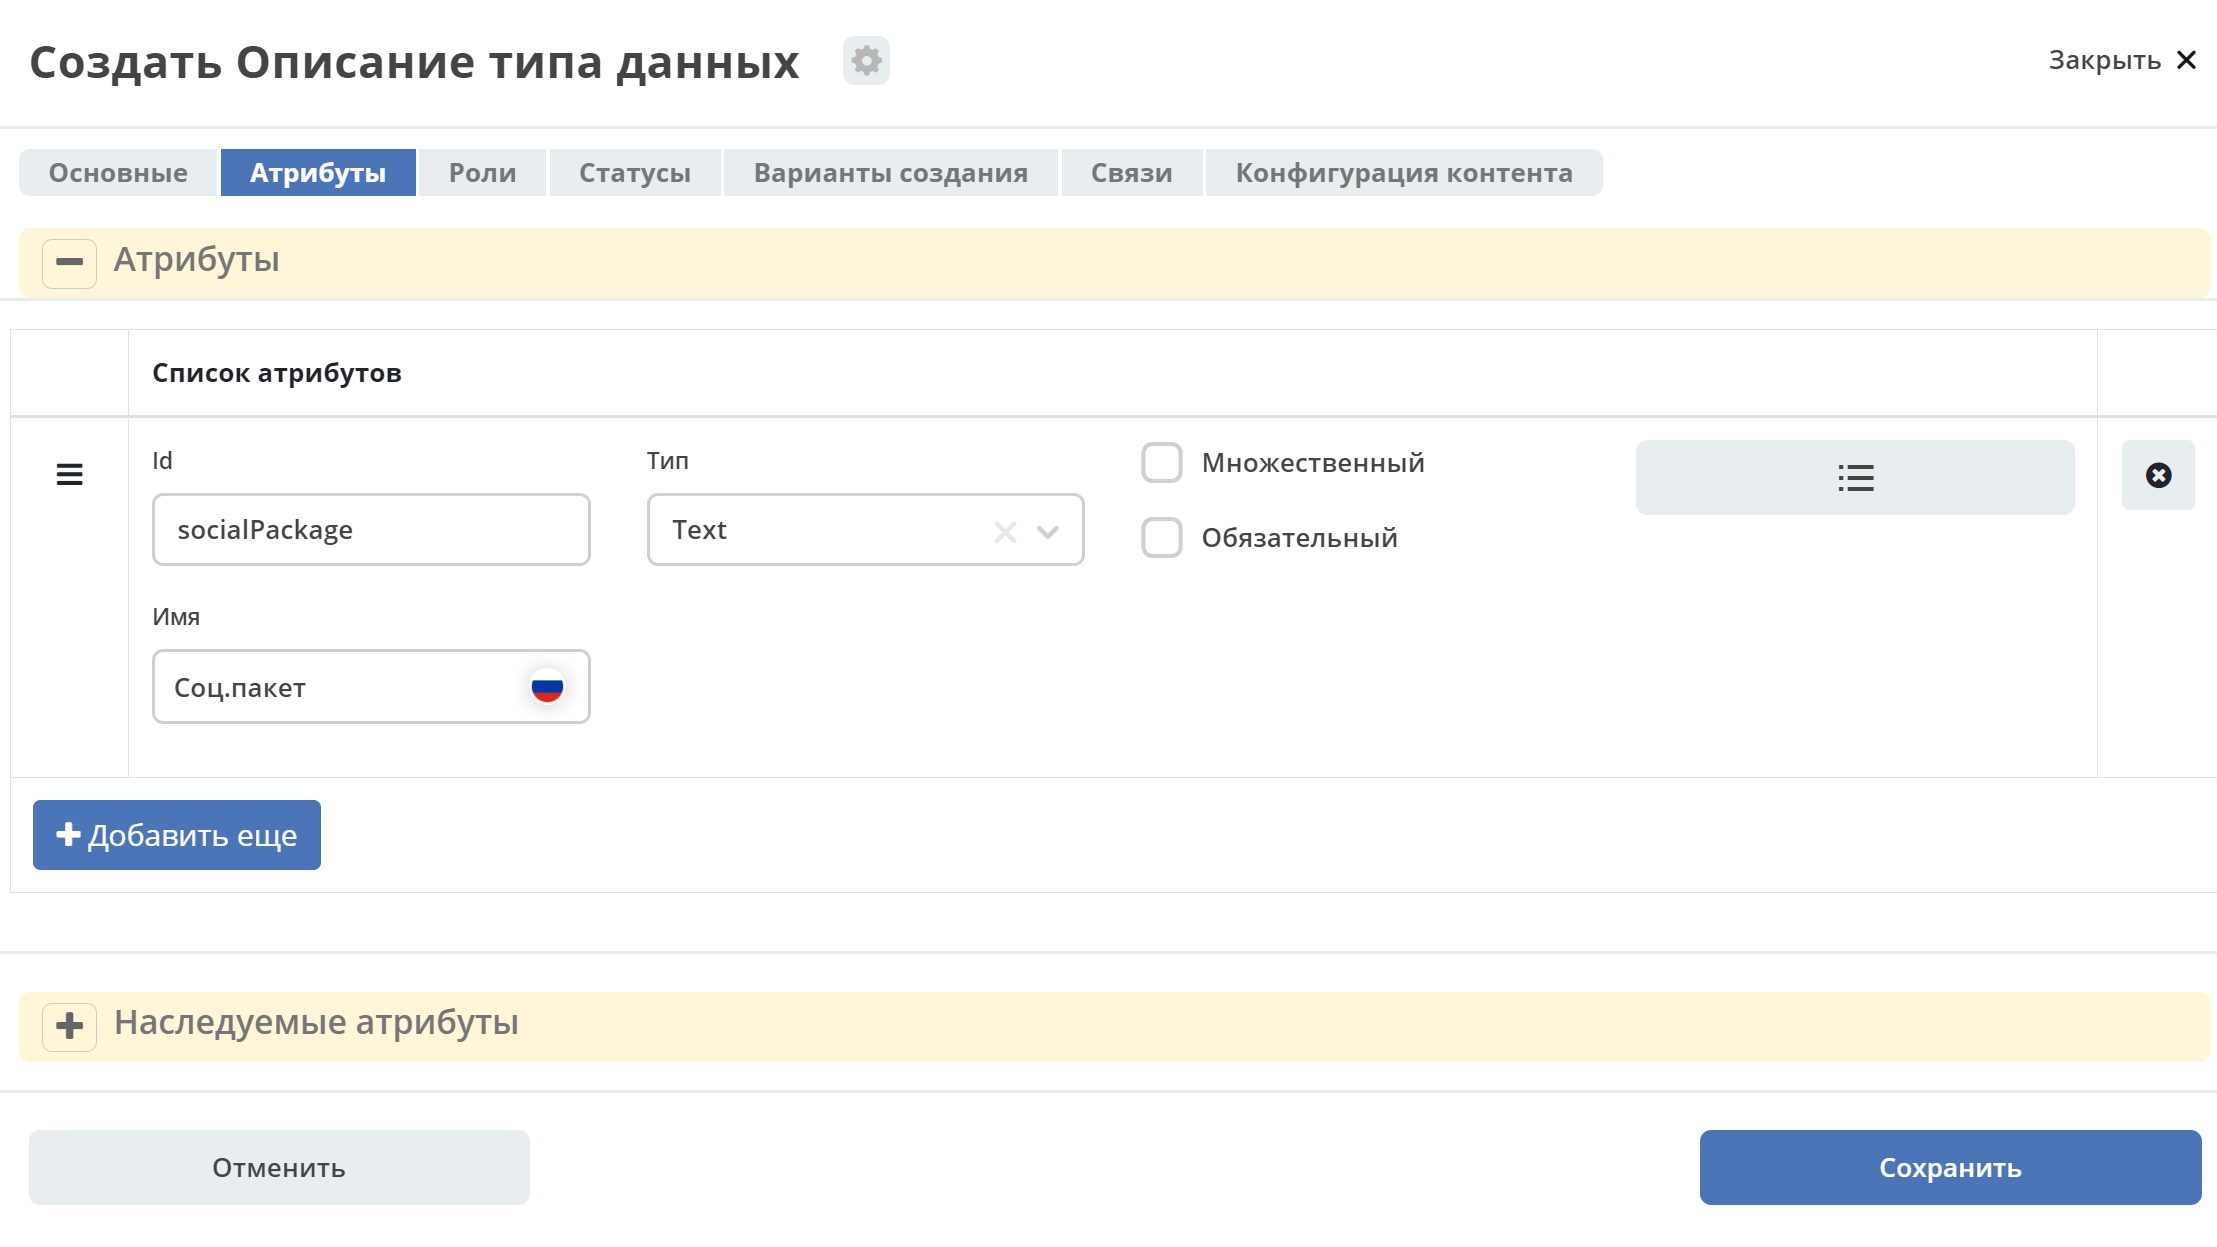 Создать Описание типа данных
Закрыть
Основные Атрибуты Роли Статусы Варианты создания Связи Конфигурация контента
Атрибуты
Список атрибутов
Id
Тип
Множественный
socialPackage
Text
Обязательный
Имя
Соц.пакет
Добавить еще
Наследуемые атрибуты
Отменить
Сохранить